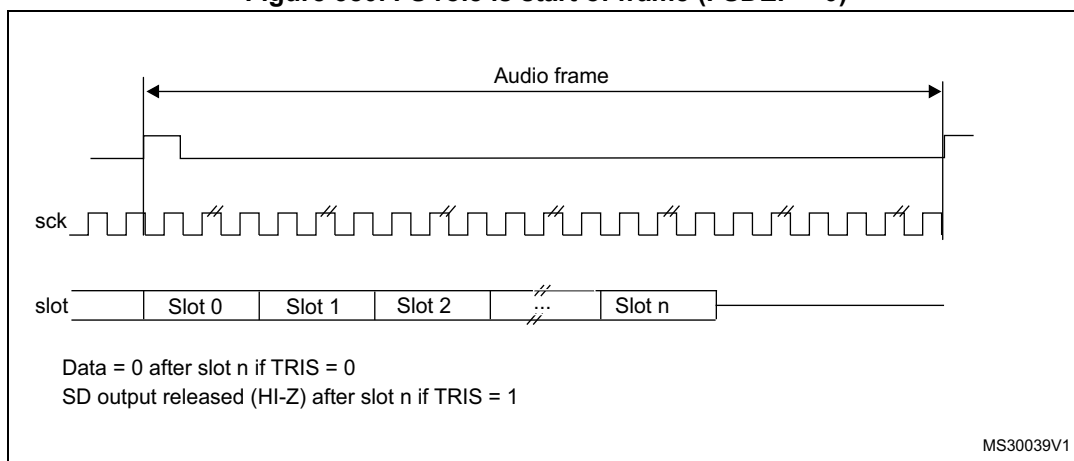 Audio frame
sck
slot
Slot 0
Slot 1
Slot 2
...
Slot n
Data = 0 after slot n if TRIS = 0
SD output released (HI-Z) after slot n if TRIS = 1
MS30039V1